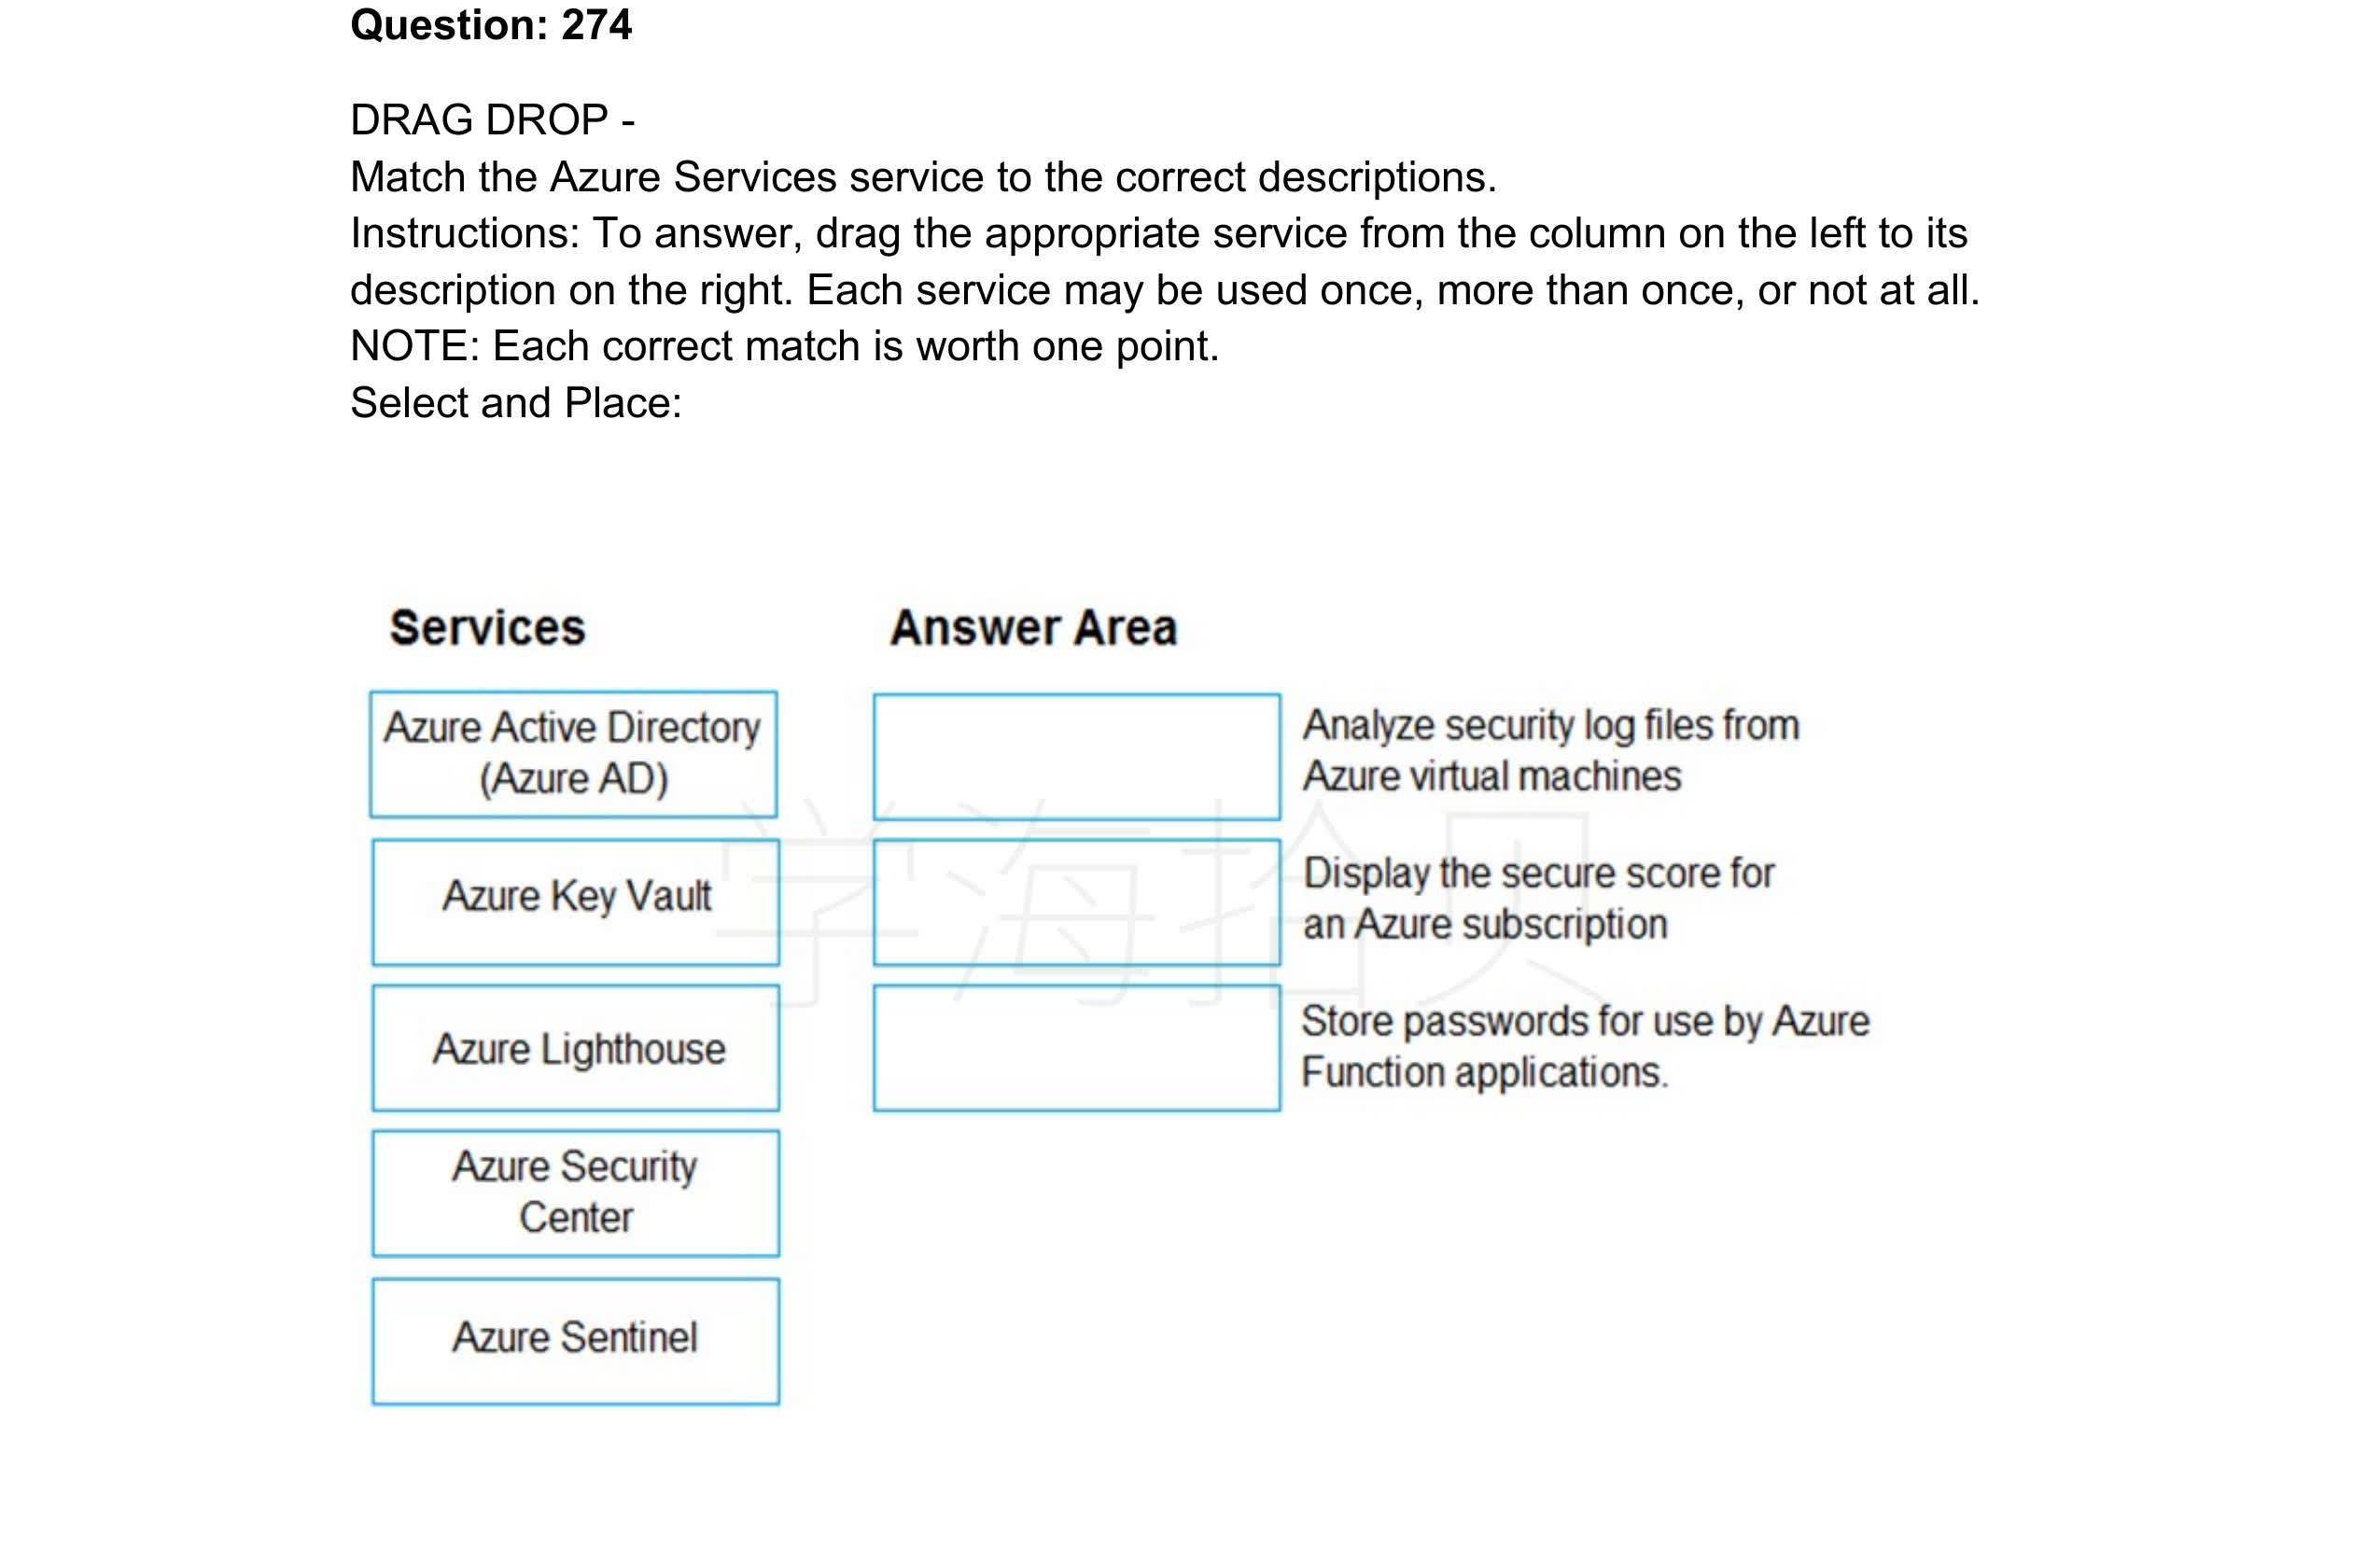 Question: 274
DRAG DROP -
Match the Azure Services service to the correct descriptions.
Instructions: To answer, drag the appropriate service from the column on the left to its
description on the right. Each service may be used once, more than once, or not at all.
NOTE: Each correct match is worth one point.
Select and Place:
Services
Azure Active Directory
(Azure AD)
Azure Key Vault
Azure Lighthouse
Azure Security
Center
Azure Sentinel
Answer Area
Analyze security log files from
Azure virtual machines
Display the secure score for
an Azure subscription
Store passwords for use by Azure
Function applications.
学海拾贝